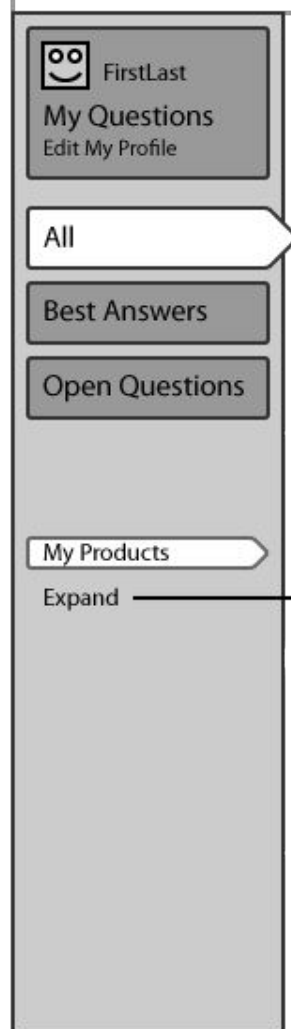 FirstLast
My Questions
Edit My Profile
All
Best Answers
Open Questions
My Products
Expand